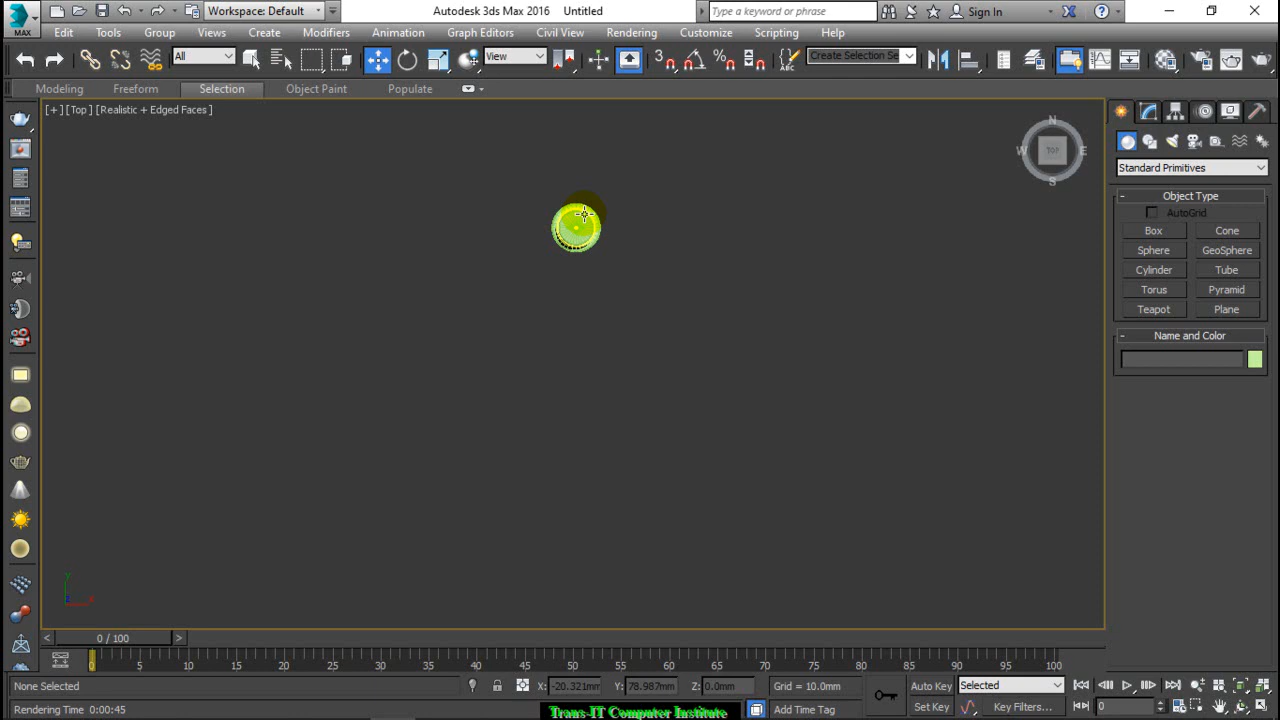 Workspace: Default
Autodesk 3ds Max 2016 Untitled
Type a keyword or phrase
Sign In
MAX
Edit Tools Group Views Create Modifiers Animation Graph Editors Civil View Rendering Customize Scripting Help
All
View
3
Create Selection Se
Modeling Freeform Selection Object Paint Populate
[+] [Top] [Realistic + Edged Faces]
N
W TOP E
S
Standard Primitives
- Object Type
AutoGrid
Box Cone
Sphere GeoSphere
Cylinder Tube
Torus Pyramid
Teapot Plane
- Name and Color
Y
X
< 0 / 100 >
0 5 10 15 20 25 30 35 40 45 50 55 60 65 70 75 80 85 90 95 100
None Selected
X: -20.321mm Y: 78.987mm Z: 0.0mm Grid = 10.0mm
Auto Key Selected
Rendering Time 0:00:45
Trans-IT Computer Institute
Add Time Tag
Set Key Key Filters...
0